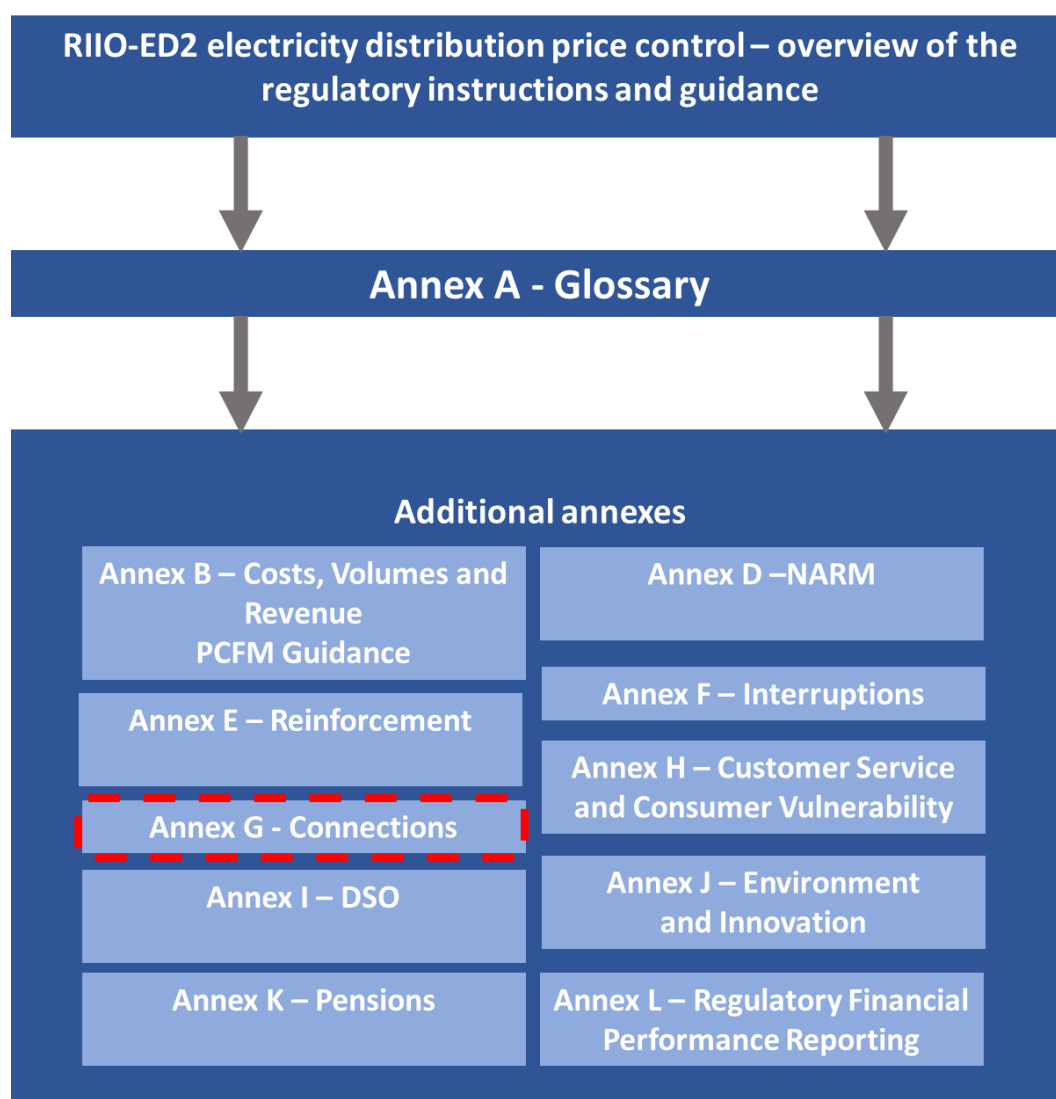 RIIO-ED2 electricity distribution price control – overview of the
regulatory instructions and guidance
Annex A - Glossary
Additional annexes
Annex B – Costs, Volumes and
Revenue
PCFM Guidance
Annex D –NARM
Annex E – Reinforcement
Annex F – Interruptions
Annex G - Connections
Annex H – Customer Service
and Consumer Vulnerability
Annex I – DSO
Annex J – Environment
and Innovation
Annex K – Pensions
Annex L – Regulatory Financial
Performance Reporting